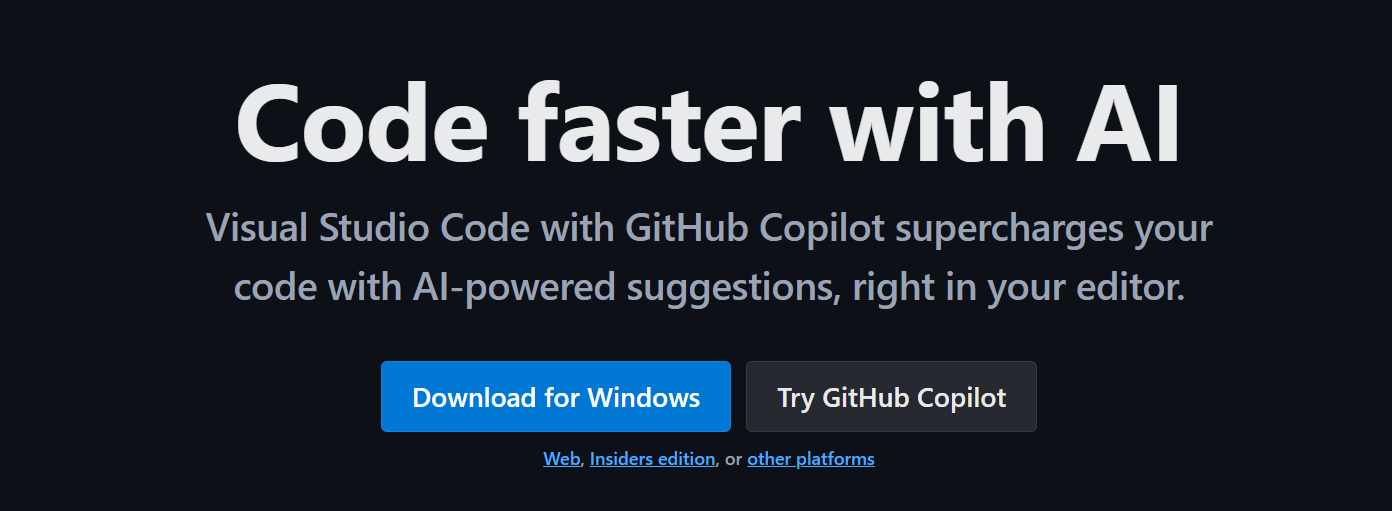 Code faster with AI
Visual Studio Code with GitHub Copilot supercharges your
code with AI-powered suggestions, right in your editor.
Download for Windows Try GitHub Copilot
Web, Insiders edition, or other platforms